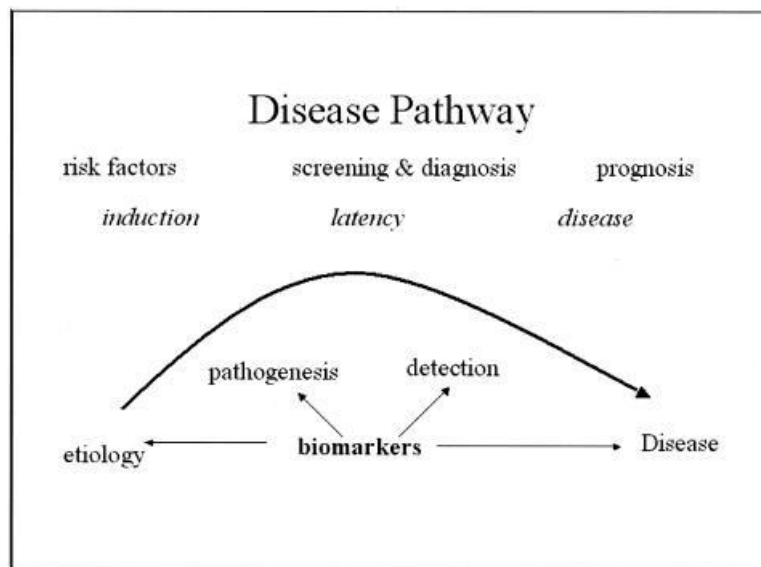 Disease Pathway
risk factors screening & diagnosis prognosis
induction latency disease
pathogenesis detection
etiology biomarkers Disease